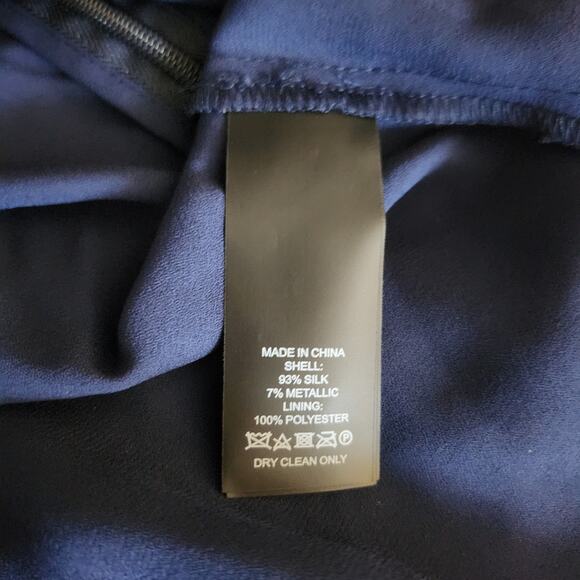 MADE IN CHINA
SHELL:
93% SILK
7% METALLIC
LINING:
100% POLYESTER
P
DRY CLEAN ONLY